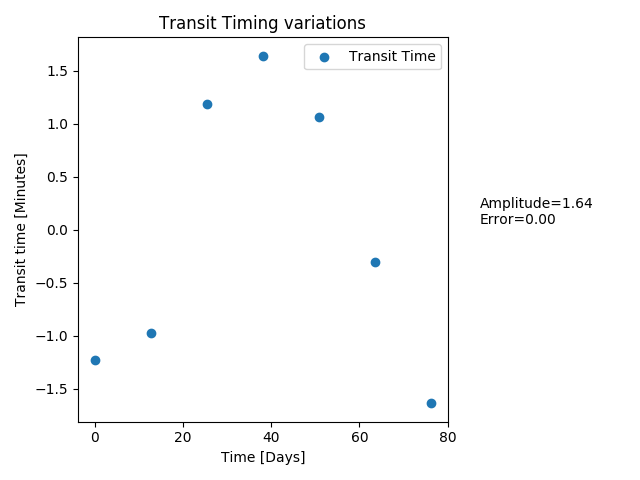 Transit Timing variations
Transit Time
1.5
1.0
0.5
0.0
−0.5
−1.0
−1.5
Transit time [Minutes]
Amplitude=1.64
Error=0.00
0 20 40 60 80
Time [Days]